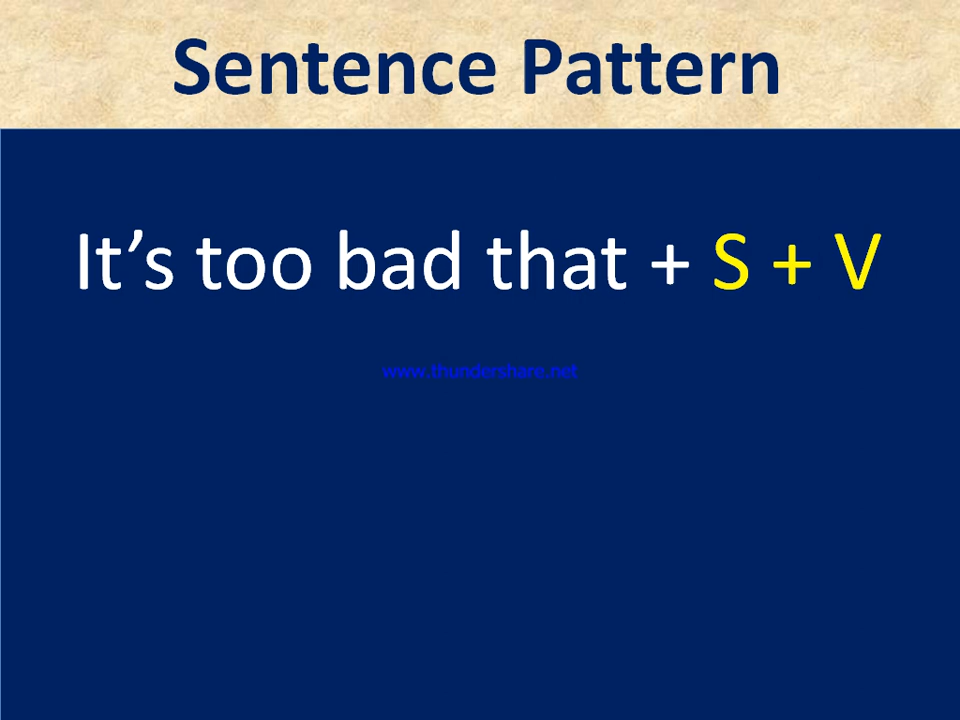 Sentence Pattern
It’s too bad that + S + V
www.thundershare.net